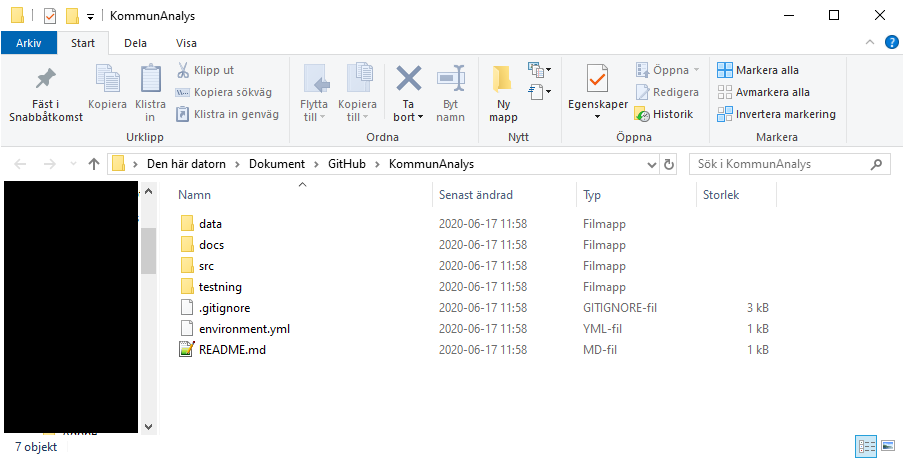 KommunAnalys
Arkiv Start Dela Visa
Fäst i Snabbåtkomst
Kopiera
Klistra in
Klipp ut
Kopiera sökväg
Klistra in genväg
Urklipp
Flytta till
Kopiera till
Ta bort
Byt namn
Ordna
Ny mapp
Nytt
Egenskaper
Öppna
Redigera
Historik
Öppna
Markera alla
Avmarkera alla
Invertera markering
Markera
Den här datorn > Dokument > GitHub > KommunAnalys
Sök i KommunAnalys
Namn Senast ändrad Typ Storlek
data 2020-06-17 11:58 Filmapp
docs 2020-06-17 11:58 Filmapp
src 2020-06-17 11:58 Filmapp
testning 2020-06-17 11:58 Filmapp
.gitignore 2020-06-17 11:58 GITIGNORE-fil 3 kB
environment.yml 2020-06-17 11:58 YML-fil 1 kB
README.md 2020-06-17 11:58 MD-fil 1 kB
7 objekt